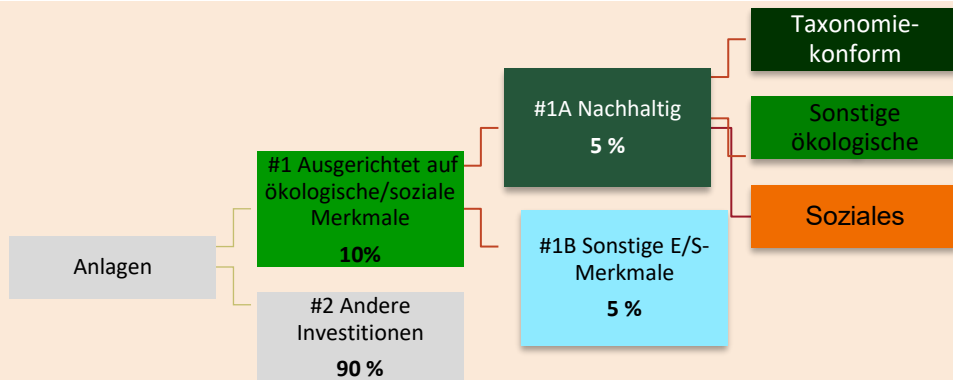 Anlagen
#1 Ausgerichtet auf
ökologische/soziale
Merkmale
10%
#2 Andere
Investitionen
90 %
#1A Nachhaltig
5 %
#1B Sonstige E/S-
Merkmale
5 %
Taxonomie-
konform
Sonstige
ökologische
Soziales